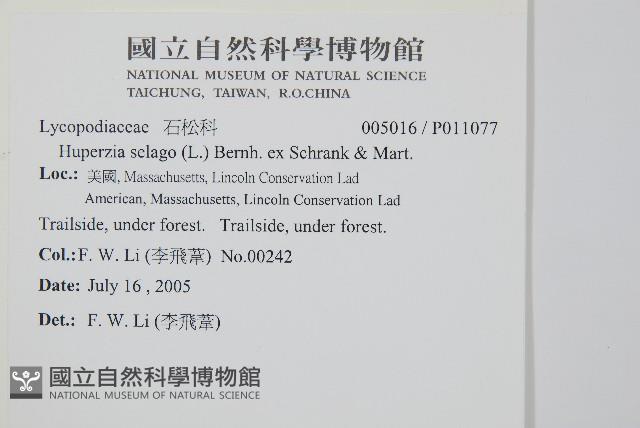 國立自然科學博物館
NATIONAL MUSEUM OF NATURAL SCIENCE
TAICHUNG, TAIWAN, R.O.CHINA
Lycopodiaceae 石松科 005016 / P011077
Huperzia selago (L.) Bernh. ex Schrank & Mart.
Loc.: 美國, Massachusetts, Lincoln Conservation Lad
American, Massachusetts, Lincoln Conservation Lad
Trailside, under forest. Trailside, under forest.
Col.: F. W. Li (李飛葦) No.00242
Date: July 16 , 2005
Det.: F. W. Li (李飛葦)
國立自然科學博物館
NATIONAL MUSEUM OF NATURAL SCIENCE